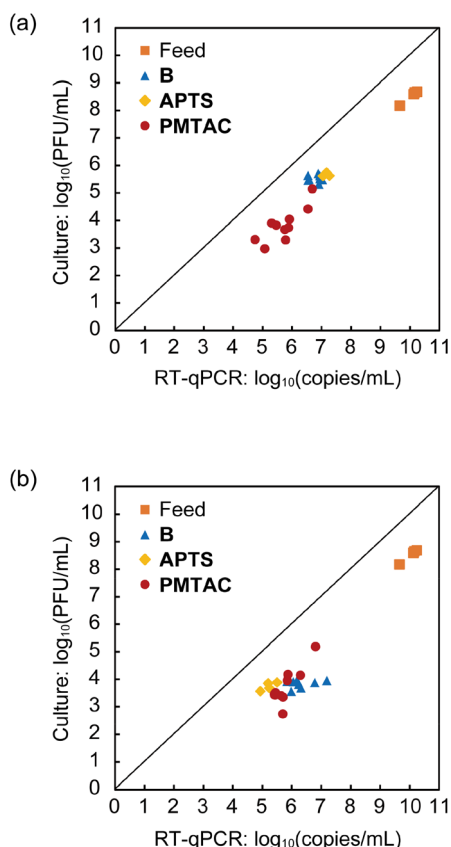 (a)
11
10
9
8
7
6
5
4
3
2
1
0
Culture: log₁₀(PFU/mL)
Feed
B
APTS
PMTAC
0 1 2 3 4 5 6 7 8 9 10 11
RT-qPCR: log₁₀(copies/mL)
(b)
11
10
9
8
7
6
5
4
3
2
1
0
Culture: log₁₀(PFU/mL)
Feed
B
APTS
PMTAC
0 1 2 3 4 5 6 7 8 9 10 11
RT-qPCR: log₁₀(copies/mL)